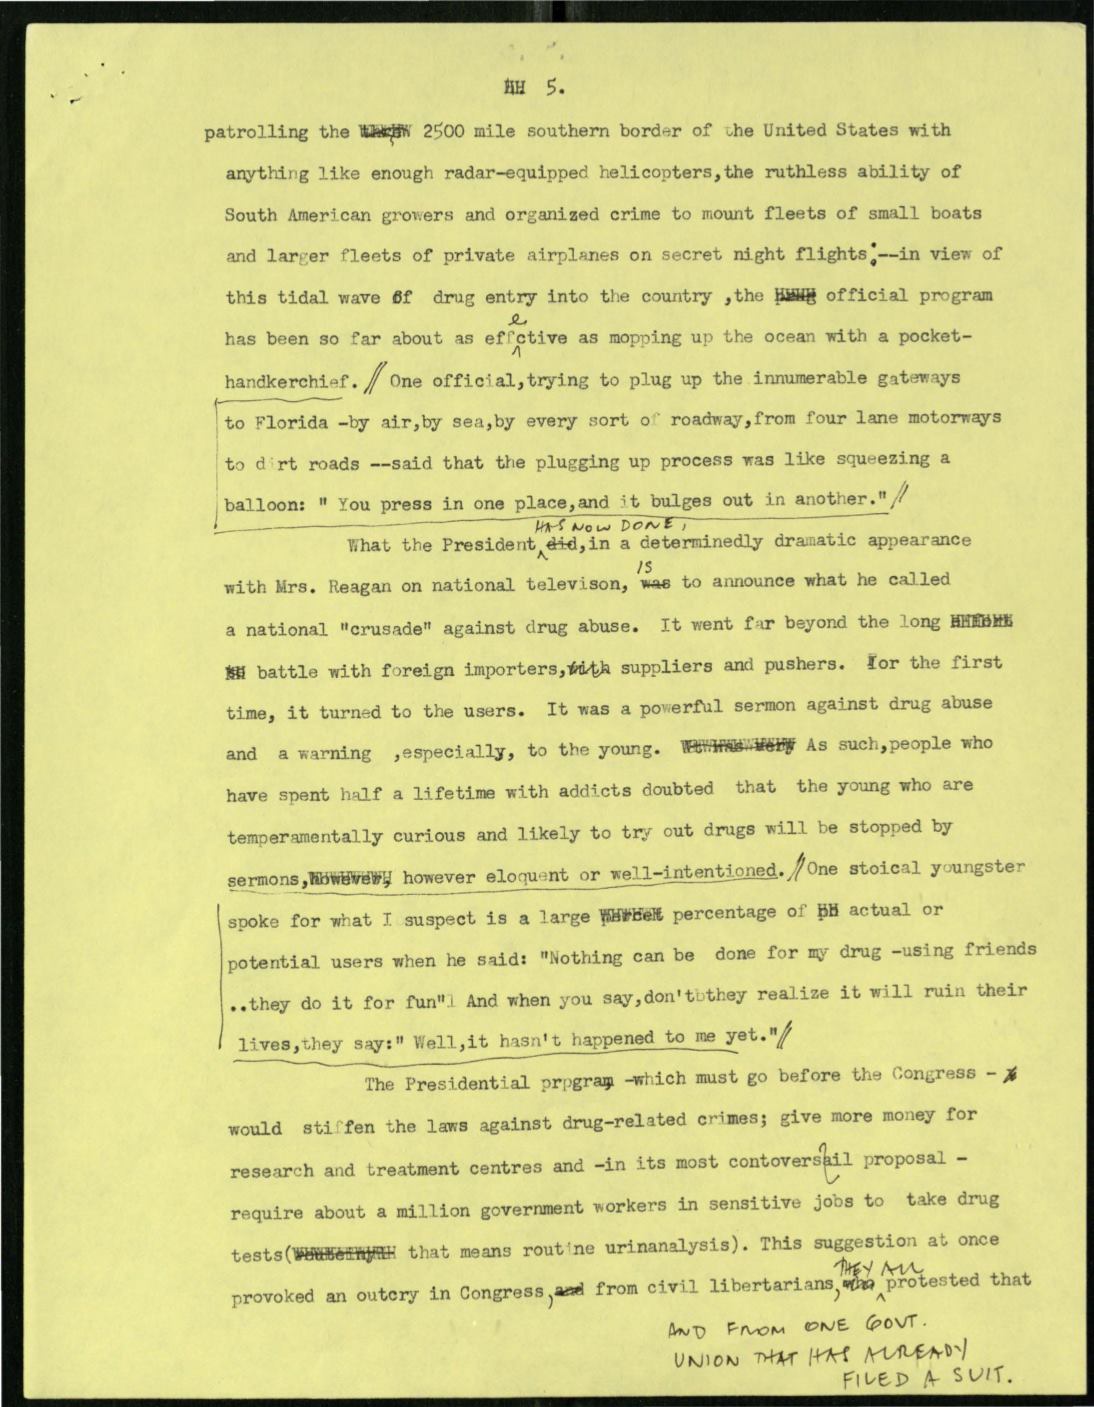 5.
patrolling the 2500 mile southern border of the United States with
anything like enough radar-equipped helicopters,the ruthless ability of
South American growers and organized crime to mount fleets of small boats
and larger fleets of private airplanes on secret night flights:--in view of
this tidal wave of drug entry into the country ,the official program
e
has been so far about as effctive as mopping up the ocean with a pocket-
handkerchief. // One official,trying to plug up the innumerable gateways
to Florida -by air,by sea,by every sort of roadway,from four lane motorways
to dirt roads --said that the plugging up process was like squeezing a
balloon: " You press in one place,and it bulges out in another." //
HAS NOW DONE,
What the President did,in a determinedly dramatic appearance
IS
with Mrs. Reagan on national televison, was to announce what he called
a national "crusade" against drug abuse. It went far beyond the long
battle with foreign importers,with suppliers and pushers. For the first
time, it turned to the users. It was a powerful sermon against drug abuse
and a warning ,especially, to the young. It was very As such,people who
have spent half a lifetime with addicts doubted that the young who are
temperamentally curious and likely to try out drugs will be stopped by
sermons,however, however eloquent or well-intentioned. // One stoical youngster
spoke for what I suspect is a large percentage of actual or
potential users when he said: "Nothing can be done for my drug -using friends
..they do it for fun"l And when you say,don'tbthey realize it will ruin their
lives,they say:" Well,it hasn't happened to me yet." //
The Presidential prpgram -which must go before the Congress -
would stiffen the laws against drug-related crimes; give more money for
research and treatment centres and -in its most contoversail proposal -
require about a million government workers in sensitive jobs to take drug
tests( that means routine urinanalysis). This suggestion at once
THEY ALL
provoked an outcry in Congress,and from civil libertarians,who protested that
AND FROM ONE GOVT.
UNION THAT HAS ALREADY
FILED A SUIT.